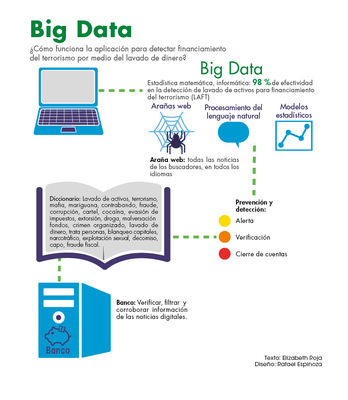 Big Data
¿Cómo funciona la aplicación para detectar financiamiento
del terrorismo por medio del lavado de dinero?
Big Data
Estadística matemática, informática: 98 % de efectividad
en la detección de lavado de activos para financiamiento
del terrorismo (LAFT)
Arañas web
Procesamiento del
lenguaje natural
Modelos
estadísticos
Araña web: todas las noticias
de los buscadores, en todos los
idiomas
Diccionario: Lavado de activos, terrorismo,
mafia, mariguana, contrabando, fraude,
corrupción, cartel, cocaína, evasión de
impuestos, extorsión, droga, malversación
fondos, crimen organizado, lavado de
dinero, trata personas, blanqueo capitales,
narcotráfico, explotación sexual, decomiso,
capo, fraude fiscal.
Prevención y
detección:
Alerta
Verificación
Cierre de cuentas
Banco: Verificar, filtrar y
corroborar información
de las noticias digitales.
Banco
Texto: Elizabeth Roja
Diseño: Rafael Espinoza